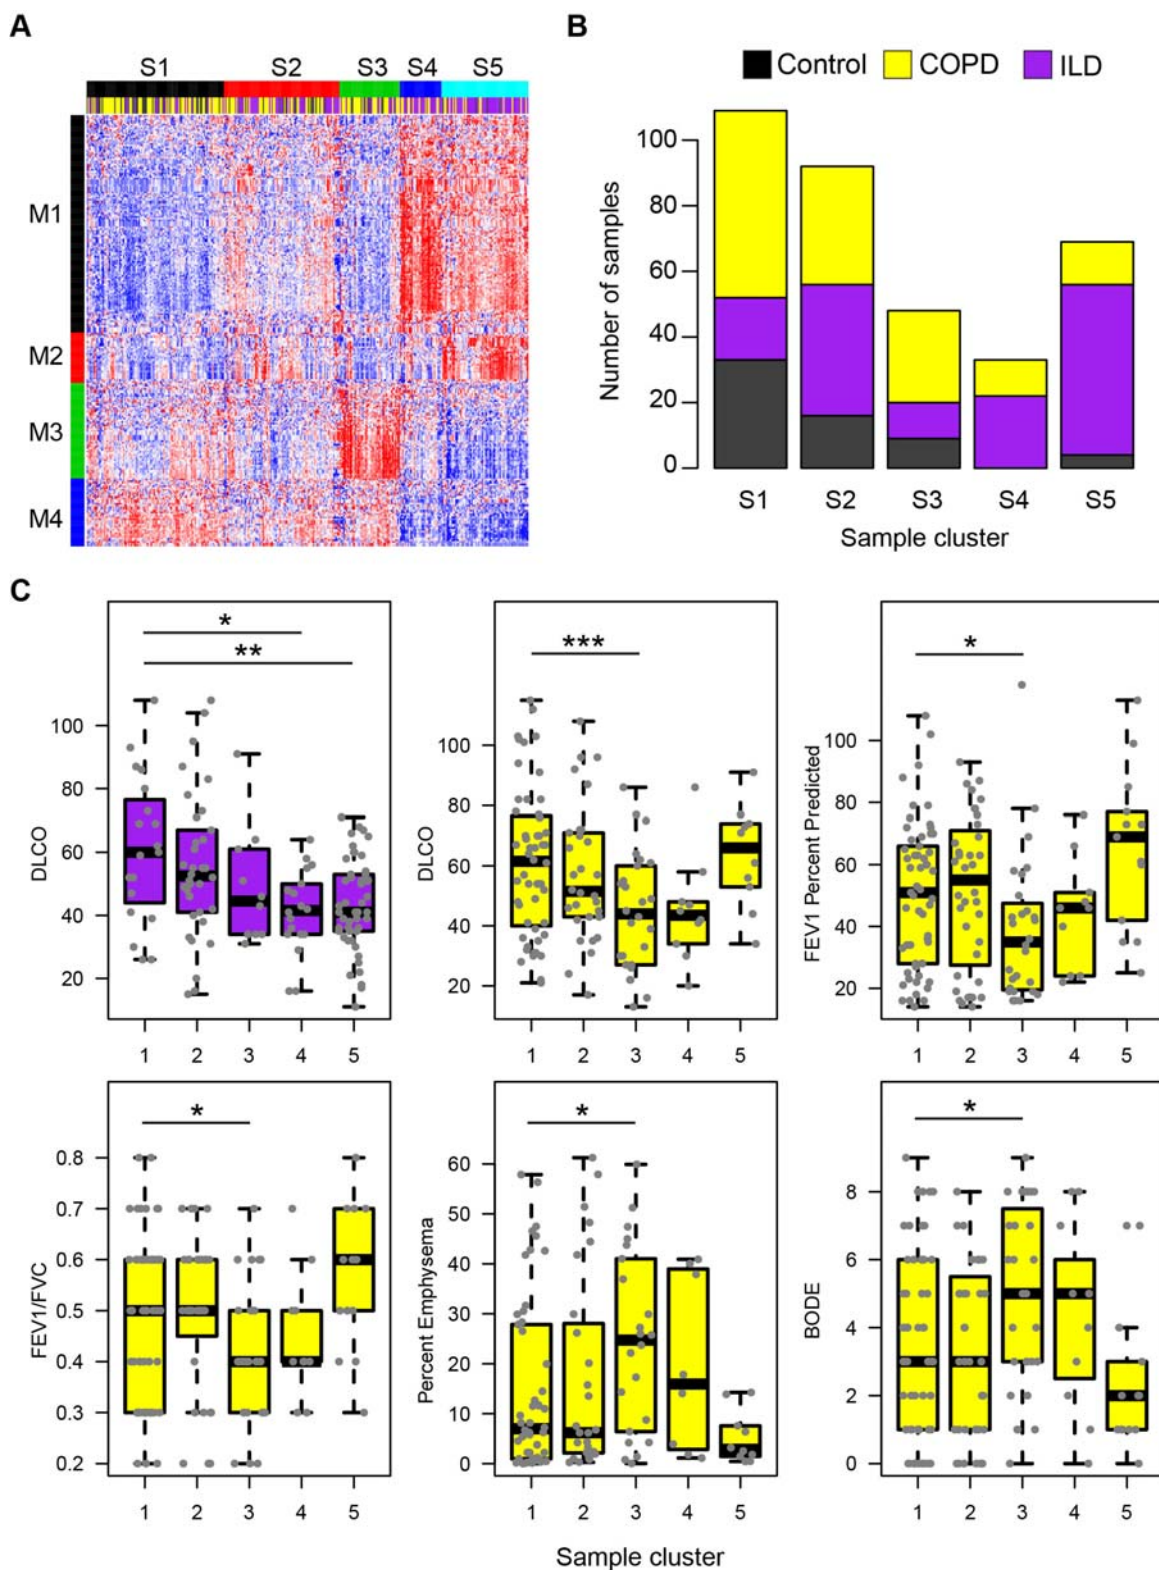 A
S1 S2 S3 S4 S5
M1
M2
M3
M4
B
Control COPD ILD
Number of samples
100
80
60
40
20
0
S1 S2 S3 S4 S5
Sample cluster
C
*
**
DLCO
100
80
60
40
20
1 2 3 4 5
***
DLCO
100
80
60
40
20
1 2 3 4 5
*
FEV1 Percent Predicted
100
80
60
40
20
1 2 3 4 5
*
FEV1/FVC
0.8
0.7
0.6
0.5
0.4
0.3
0.2
1 2 3 4 5
*
Percent Emphysema
60
50
40
30
20
10
0
1 2 3 4 5
*
BODE
8
6
4
2
0
1 2 3 4 5
Sample cluster